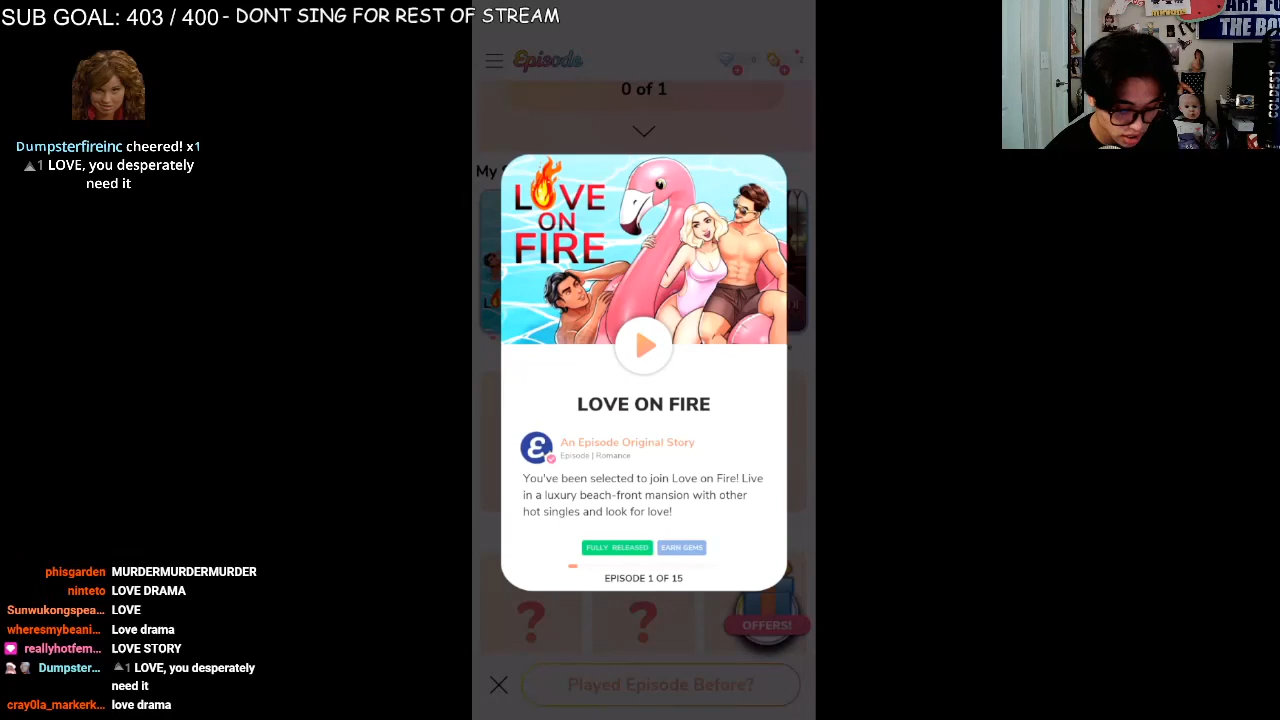 SUB GOAL: 403 / 400 - DONT SING FOR REST OF STREAM
Dumpsterfireinc cheered! x1
1 LOVE, you desperately
need it
Episode
2
0 of 1
My
LOVE
ON
FIRE
LOVE ON FIRE
An Episode Original Story
Episode | Romance
You've been selected to join Love on Fire! Live
in a luxury beach-front mansion with other
hot singles and look for love!
FULLY RELEASED
EARN GEMS
EPISODE 1 OF 15
OFFERS!
Played Episode Before?
phisgarden MURDERMURDERMURDER
ninteto LOVE DRAMA
Sunwukongspea... LOVE
wheresmybeani... Love drama
reallyhotfem... LOVE STORY
Dumpster... 1 LOVE, you desperately
need it
cray0la_markerk... love drama
THE BO
COLDEST